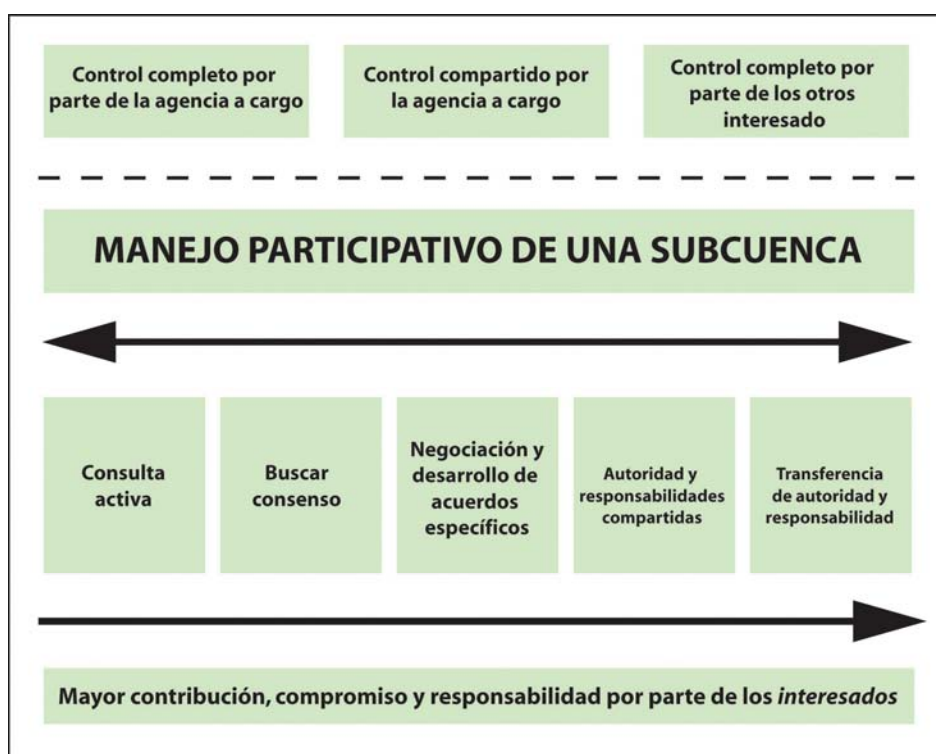 Control completo por
parte de la agencia a cargo
Control compartido por
la agencia a cargo
Control completo por
parte de los otros
interesado
MANEJO PARTICIPATIVO DE UNA SUBCUENCA
Consulta
activa
Buscar
consenso
Negociación y
desarrollo de
acuerdos
específicos
Autoridad y
responsabilidades
compartidas
Transferencia
de autoridad y
responsabilidad
Mayor contribución, compromiso y responsabilidad por parte de los interesados